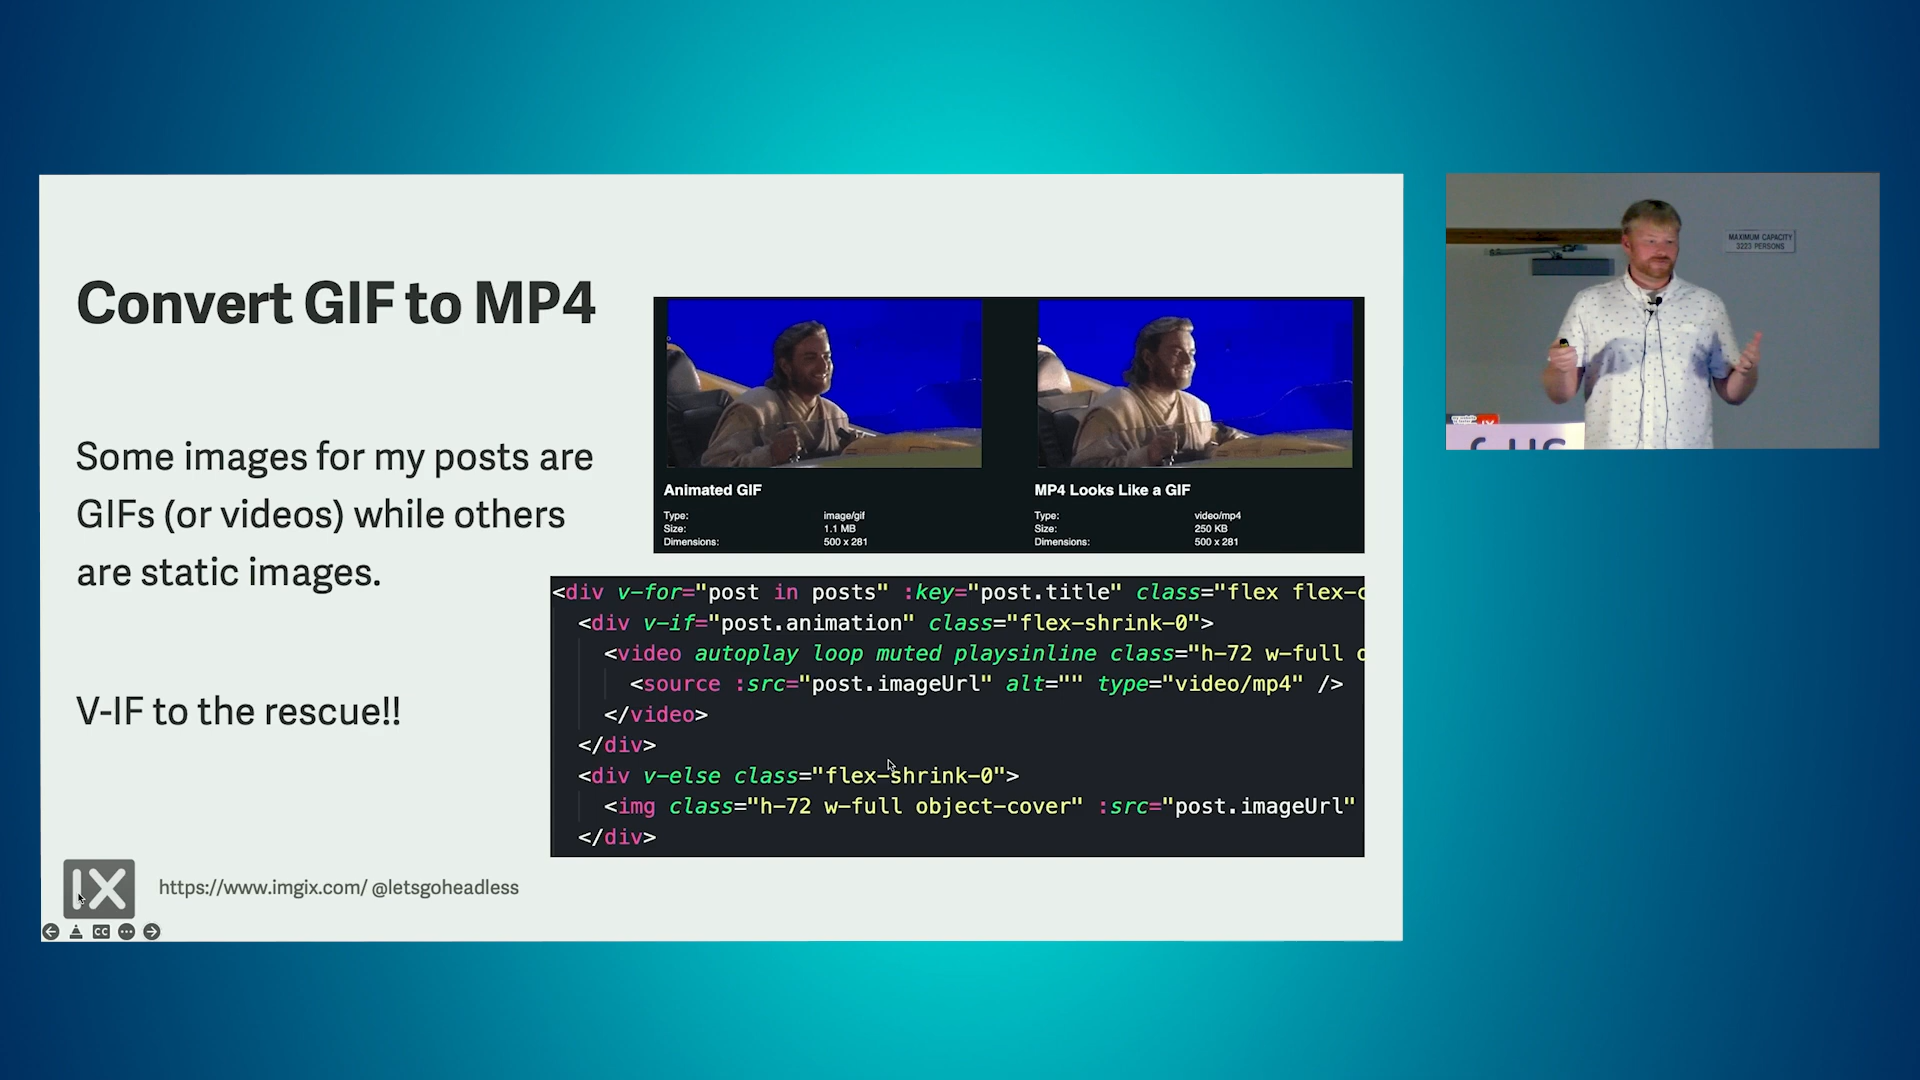 Convert GIF to MP4
Some images for my posts are
GIFs (or videos) while others
are static images.
V-IF to the rescue!!
Animated GIF
Type: image/gif
Size: 1.1 MB
Dimensions: 500 x 281
MP4 Looks Like a GIF
Type: video/mp4
Size: 250 KB
Dimensions: 500 x 281
<div v-for="post in posts" :key="post.title" class="flex flex-c
<div v-if="post.animation" class="flex-shrink-0">
<video autoplay loop muted playsinline class="h-72 w-full o
<source :src="post.imageUrl" alt="" type="video/mp4" />
</video>
</div>
<div v-else class="flex-shrink-0">
<img class="h-72 w-full object-cover" :src="post.imageUrl"
</div>
IX
https://www.imgix.com/ @letsgoheadless
CC
MAXIMUM CAPACITY
3223 PERSONS
IX